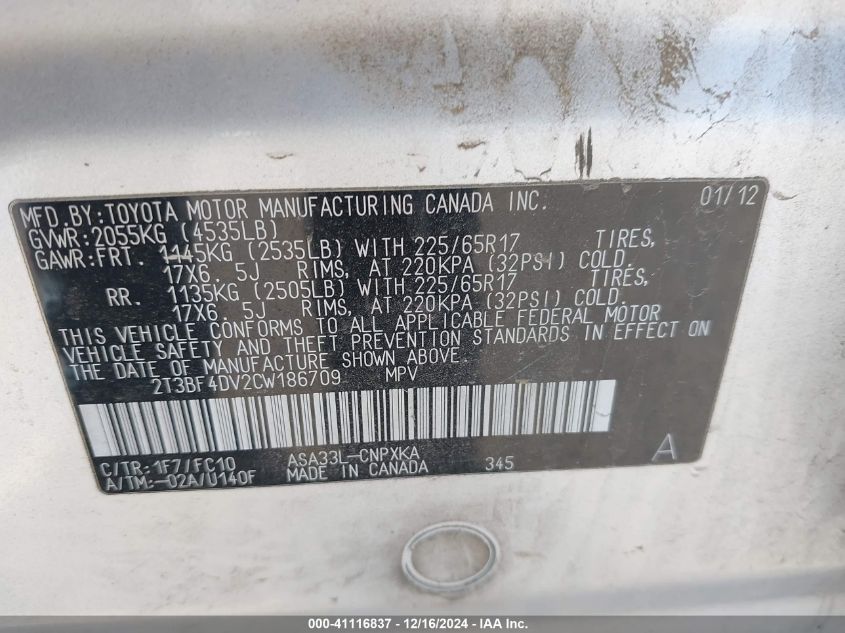 MFD.BY:TOYOTA MOTOR MANUFACTURING CANADA INC. 01/12
GVWR:2055KG (4535LB)
GAWR:FRT. 1145KG (2535LB) WITH 225/65R17 TIRES,
17X6.5J RIMS, AT 220KPA (32PSI) COLD.
RR. 1135KG (2505LB) WITH 225/65R17 TIRES,
17X6.5J RIMS, AT 220KPA (32PSI) COLD.
THIS VEHICLE CONFORMS TO ALL APPLICABLE FEDERAL MOTOR
VEHICLE SAFETY AND THEFT PREVENTION STANDARDS IN EFFECT ON
THE DATE OF MANUFACTURE SHOWN ABOVE.
2T3BF4DV2CW186709 MPV
C/TR:1F7/FC10 ASA33L-CNPXKA A
A/TM:-02A/U140F MADE IN CANADA 345
000-41116837 - 12/16/2024 - IAA Inc.